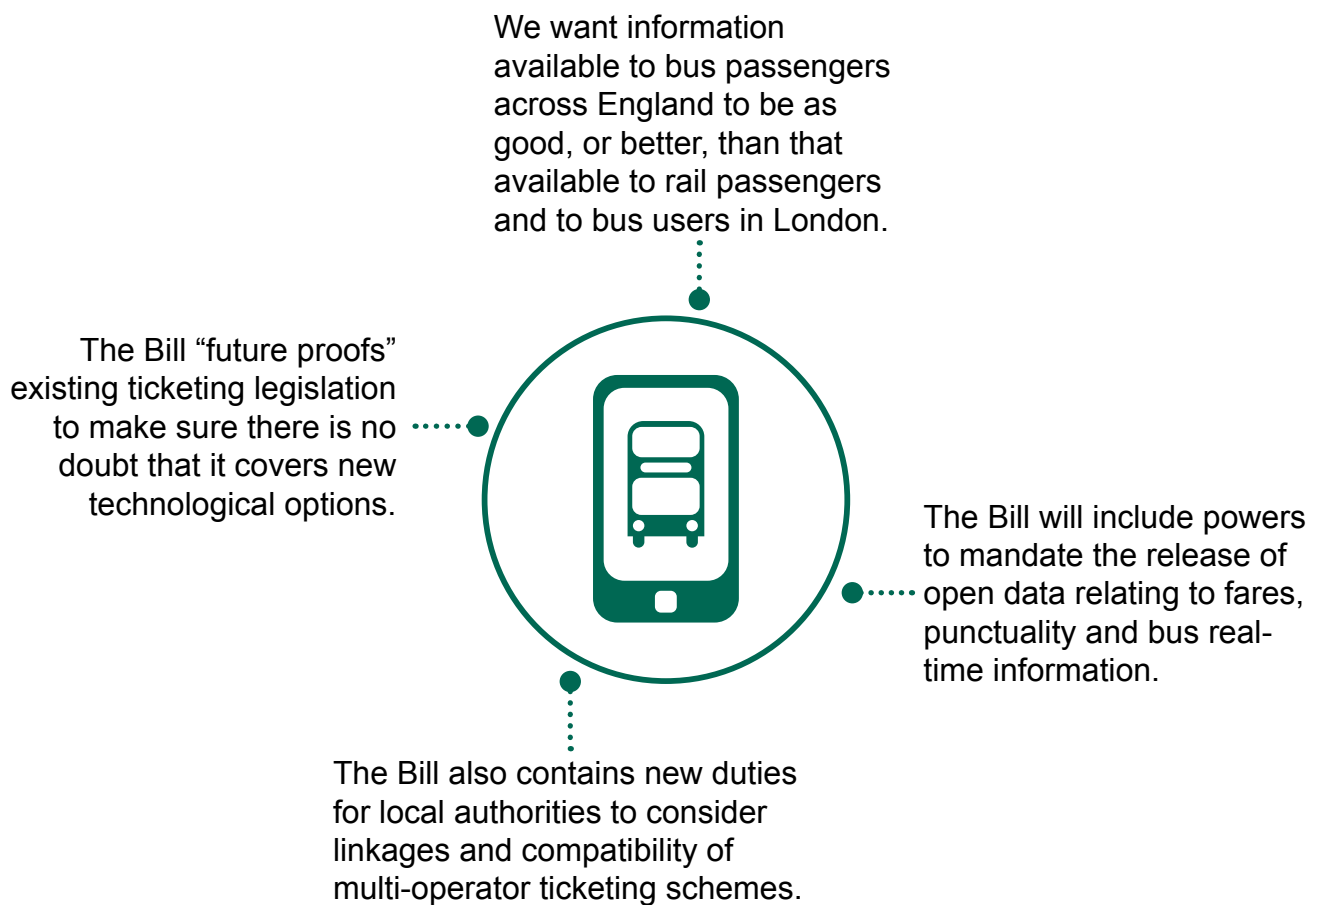 We want information
available to bus passengers
across England to be as
good, or better, than that
available to rail passengers
and to bus users in London.
The Bill “future proofs”
existing ticketing legislation
to make sure there is no
doubt that it covers new
technological options.
The Bill will include powers
to mandate the release of
open data relating to fares,
punctuality and bus real-
time information.
The Bill also contains new duties
for local authorities to consider
linkages and compatibility of
multi-operator ticketing schemes.